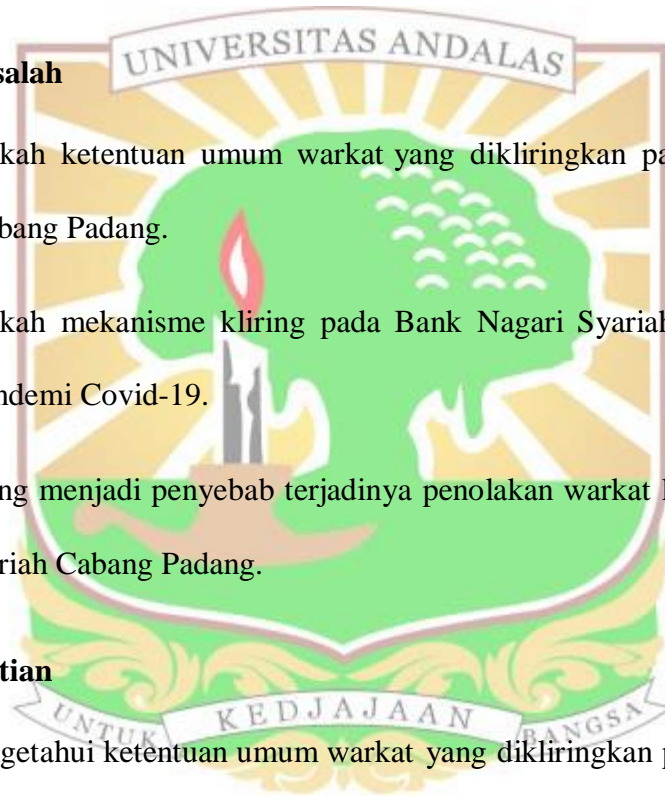 UNIVERSITAS ANDALAS
salah
kah ketentuan umum warkat yang dikliringkan pa
bang Padang.
kah mekanisme kliring pada Bank Nagari Syariah
ndemi Covid-19.
ng menjadi penyebab terjadinya penolakan warkat
riah Cabang Padang.
tian
UNTUK KEDJAJAAN BANGSA
getahui ketentuan umum warkat yang dikliringkan p